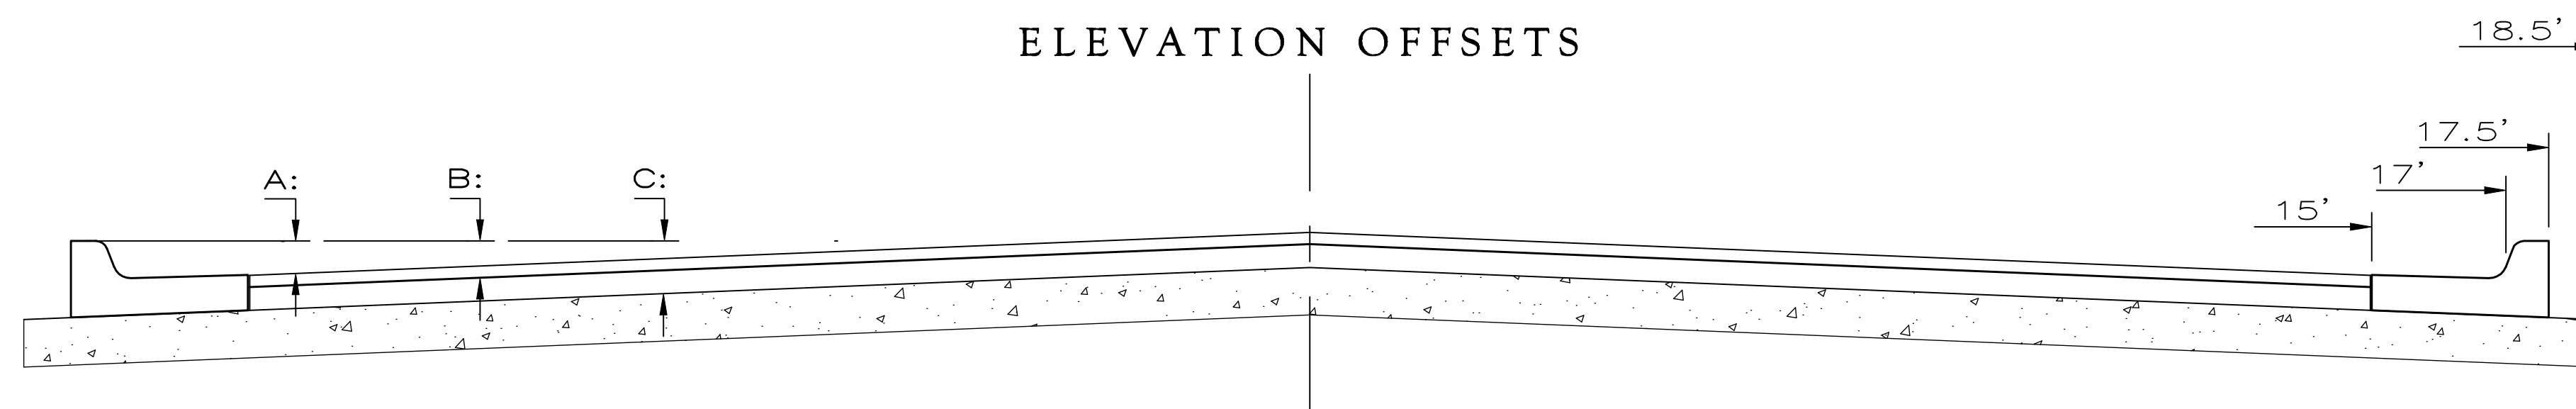 ELEVATION OFFSETS
18.5’
17.5’
17’
15’
A:
B:
C: